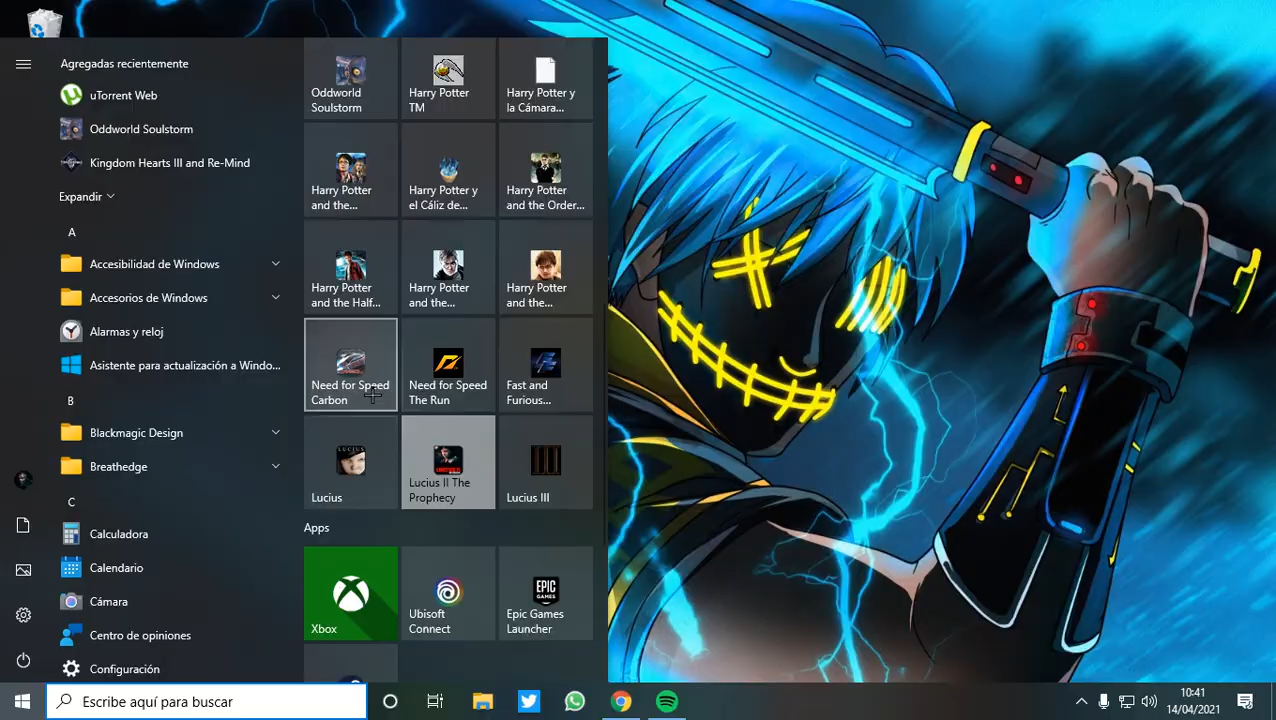 Agregadas recientemente
uTorrent Web
Oddworld Soulstorm
Kingdom Hearts III and Re-Mind
Expandir
A
Accesibilidad de Windows
Accesorios de Windows
Alarmas y reloj
Asistente para actualización a Windo...
B
Blackmagic Design
Breathedge
C
Calculadora
Calendario
Cámara
Centro de opiniones
Configuración
Oddworld
Soulstorm
Harry Potter
TM
Harry Potter y
la Cámara...
Harry Potter
and the...
Harry Potter y
el Cáliz de...
Harry Potter
and the Order...
Harry Potter
and the Half...
Harry Potter
and the...
Harry Potter
and the...
Need for Speed
Carbon
Need for Speed
The Run
Fast and
Furious...
LUCIUS
Lucius
Lucius II The
Prophecy
Lucius III
Apps
Xbox
Ubisoft
Connect
EPIC
GAMES
Epic Games
Launcher
Escribe aquí para buscar
10:41
14/04/2021